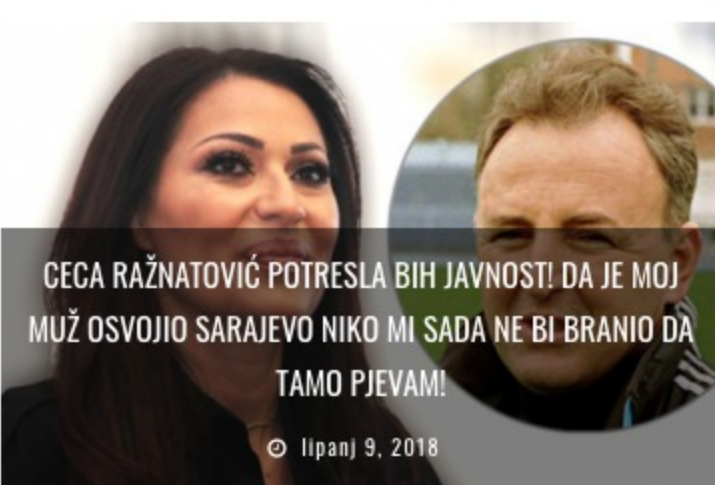 CECA RAŽNATOVIĆ POTRESLA BIH JAVNOST! DA JE MOJ
MUŽ OSVOJIO SARAJEVO NIKO MI SADA NE BI BRANIO DA
TAMO PJEVAM!
lipanj 9, 2018